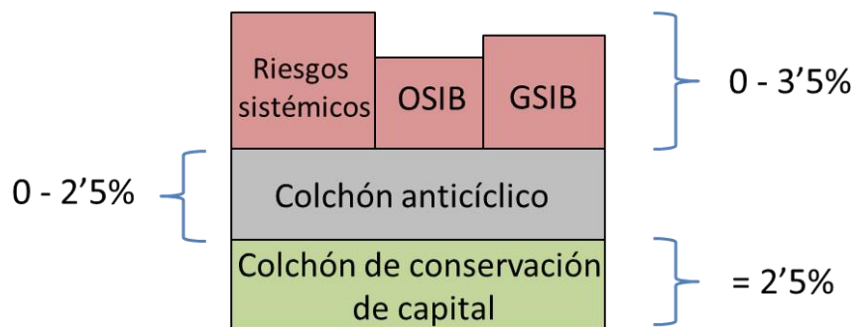 Riesgos
sistémicos
OSIB
GSIB
0 - 3'5%
0 - 2'5%
Colchón anticíclico
Colchón de conservación
de capital
= 2'5%